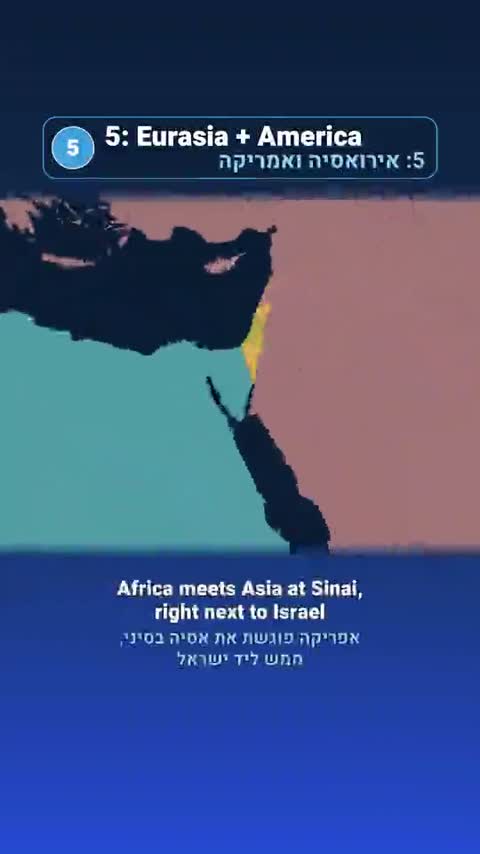 5
5: Eurasia + America
5: אירואסיה ואמריקה
Africa meets Asia at Sinai,
right next to Israel
אפריקה פוגשת את אסיה בסיני,
ממש ליד ישראל